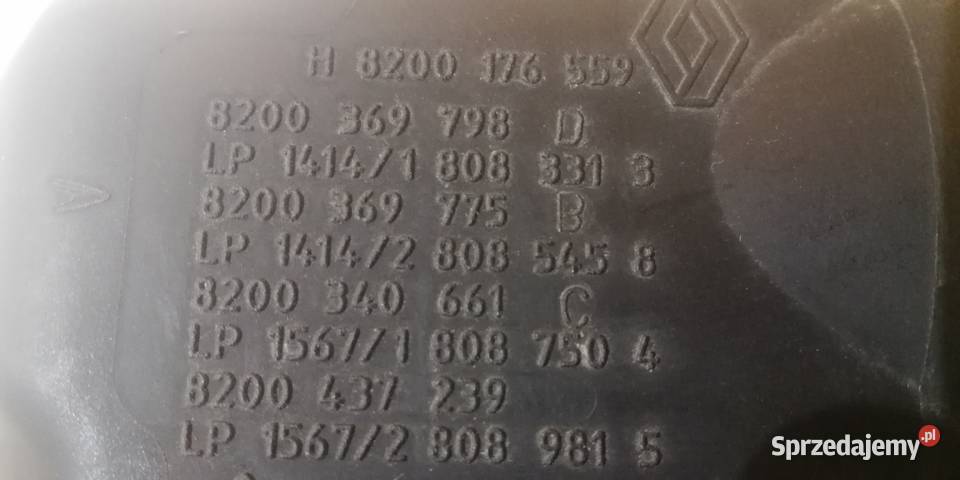 H 8200 176 559
8200 369 798 D
LP 1414/1 808 331 3
8200 369 775 B
LP 1414/2 808 545 8
8200 340 661 C
LP 1567/1 808 750 4
8200 437 239
LP 1567/2 808 981 5
Sprzedajemy.pl